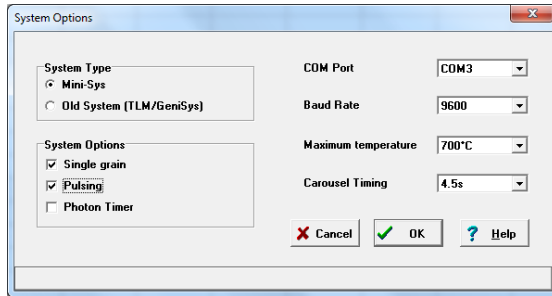 System Options
System Type
Mini-Sys
Old System (TLM/GeniSys)
System Options
Single grain
Pulsing
Photon Timer
COM Port COM3
Baud Rate 9600
Maximum temperature 700°C
Carousel Timing 4.5s
Cancel OK Help